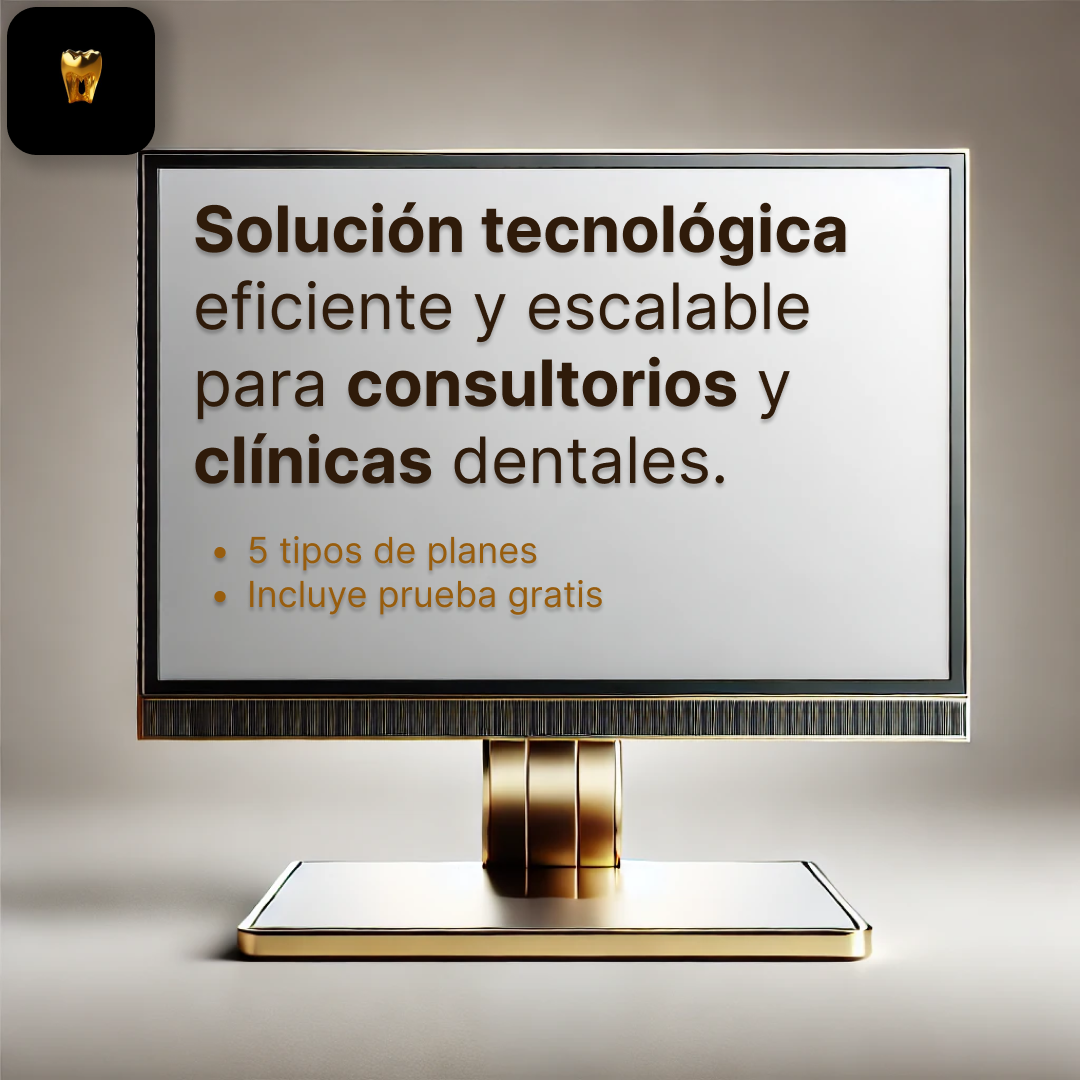 Solución tecnológica
eficiente y escalable
para consultorios y
clínicas dentales.
• 5 tipos de planes
• Incluye prueba gratis